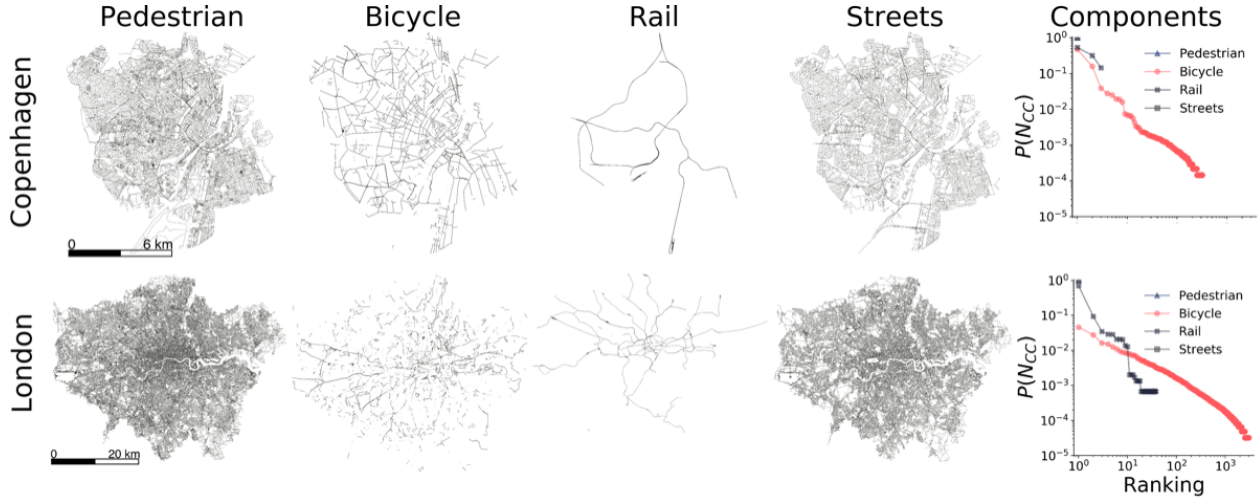 Pedestrian Bicycle Rail Streets Components
Copenhagen
0 6 km
P(N_CC)
10^0
10^-1
10^-2
10^-3
10^-4
10^-5
Pedestrian
Bicycle
Rail
Streets
London
0 20 km
P(N_CC)
10^0
10^-1
10^-2
10^-3
10^-4
10^-5
Pedestrian
Bicycle
Rail
Streets
10^0 10^1 10^2 10^3
Ranking